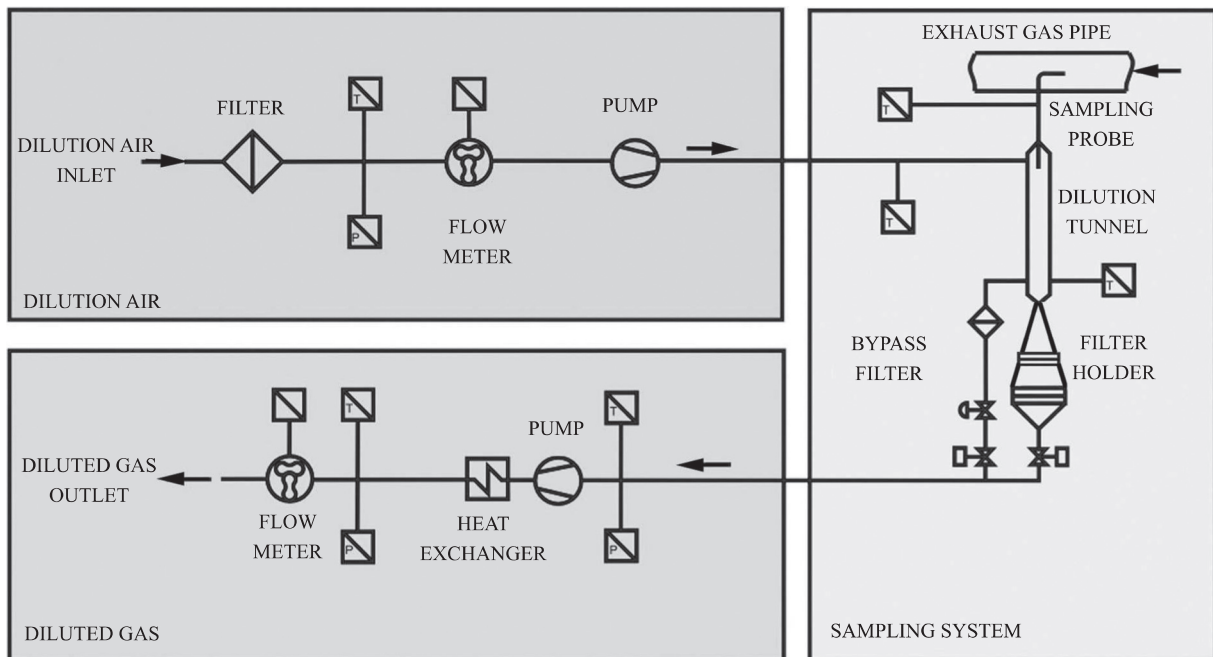 FILTER
DILUTION AIR
INLET
T
P
FLOW
METER
PUMP
DILUTION AIR
EXHAUST GAS PIPE
T
SAMPLING
PROBE
T
DILUTION
TUNNEL
T
BYPASS
FILTER
FILTER
HOLDER
SAMPLING SYSTEM
DILUTED GAS
OUTLET
FLOW
METER
T
P
HEAT
EXCHANGER
PUMP
T
P
DILUTED GAS